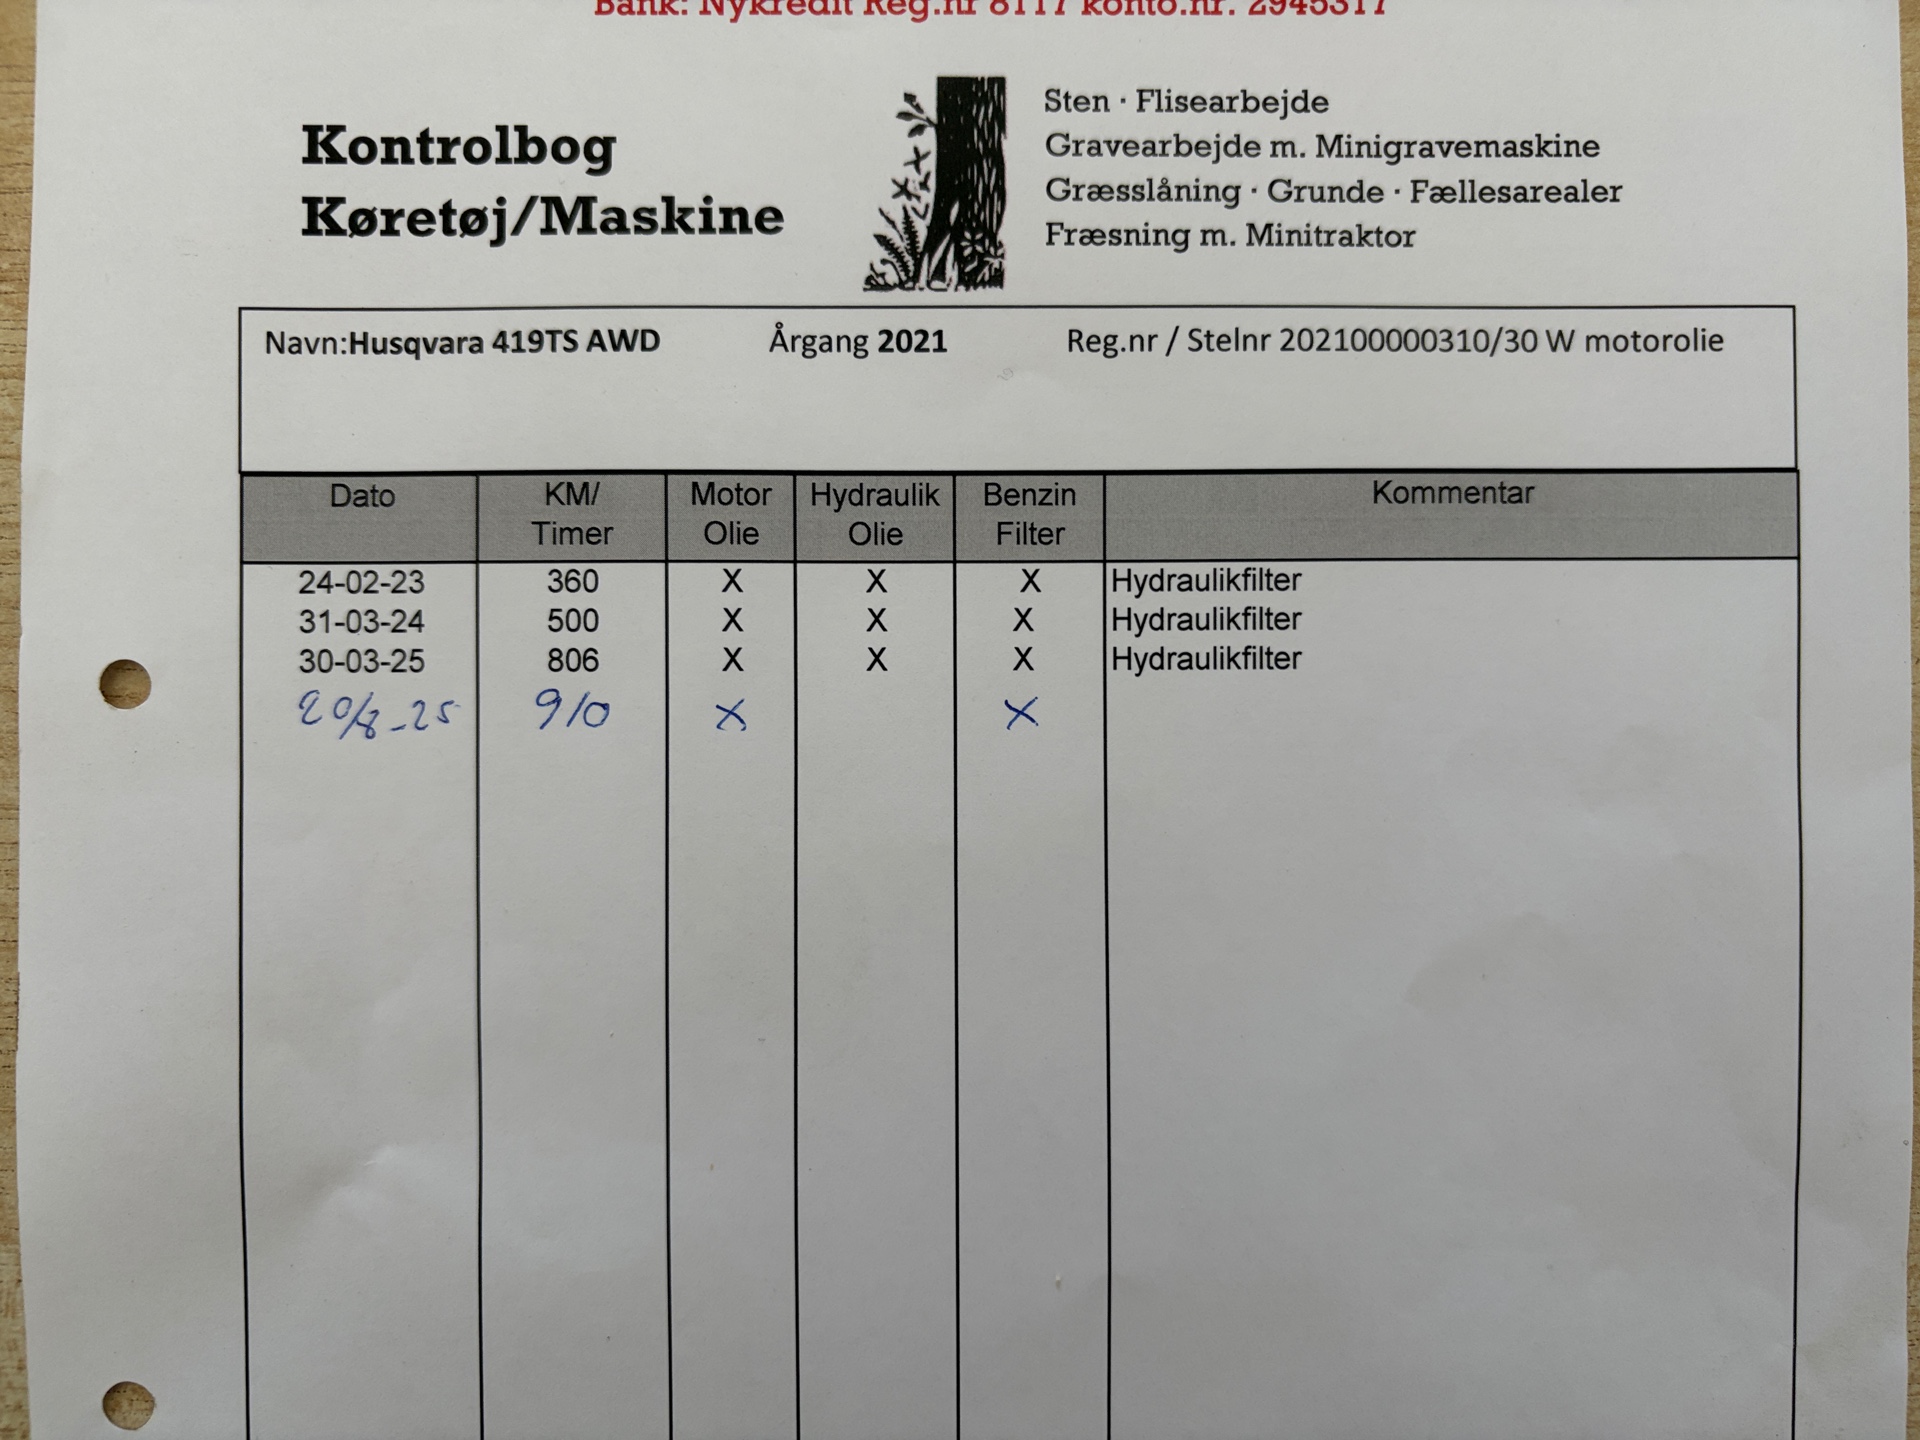 Bank: Nykredit Reg.nr 8117 konto.nr. 2945317
Kontrolbog
Køretøj/Maskine
Sten · Flisearbejde
Gravearbejde m. Minigravemaskine
Græsslåning · Grunde · Fællesarealer
Fræsning m. Minitraktor
Navn:Husqvara 419TS AWD Årgang 2021 Reg.nr / Stelnr 202100000310/30 W motorolie
Dato KM/ Timer Motor Olie Hydraulik Olie Benzin Filter Kommentar
24-02-23 360 X X X Hydraulikfilter
31-03-24 500 X X X Hydraulikfilter
30-03-25 806 X X X Hydraulikfilter
20/8-25 910 X X